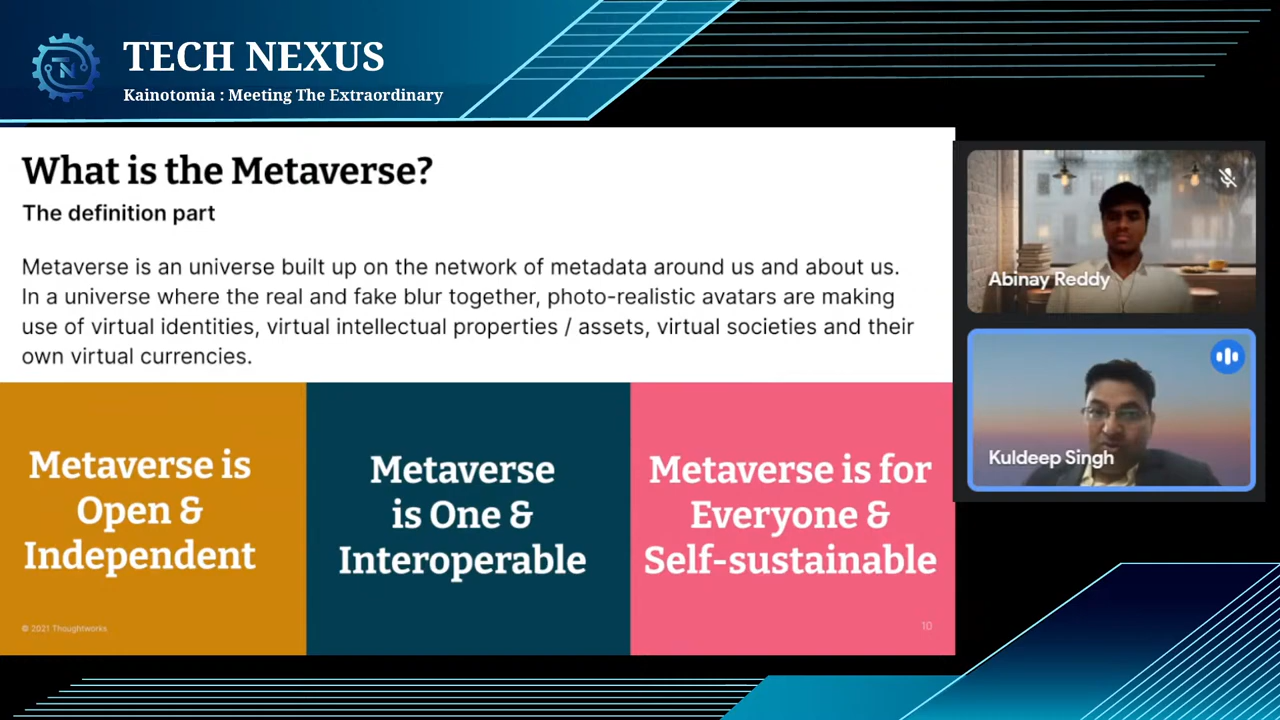 TN
TECH NEXUS
Kainotomia : Meeting The Extraordinary
What is the Metaverse?
The definition part
Metaverse is an universe built up on the network of metadata around us and about us.
In a universe where the real and fake blur together, photo-realistic avatars are making
use of virtual identities, virtual intellectual properties / assets, virtual societies and their
own virtual currencies.
Metaverse is
Open &
Independent
Metaverse
is One &
Interoperable
Metaverse is for
Everyone &
Self-sustainable
© 2021 Thoughtworks
10
Abinay Reddy
Kuldeep Singh